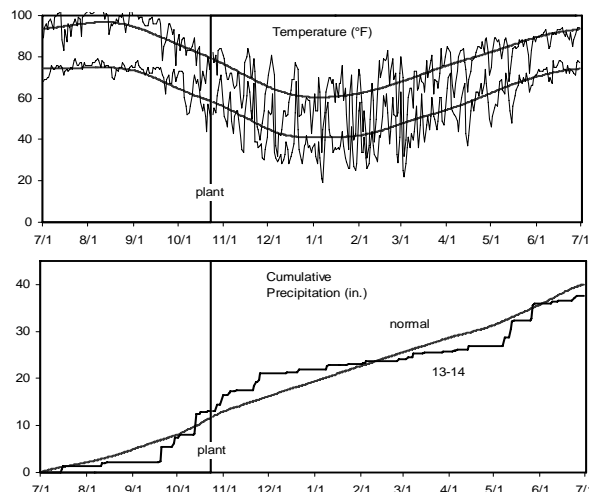 100
Temperature (°F)
80
60
40
20
plant
0
7/1 8/1 9/1 10/1 11/1 12/1 1/1 2/1 3/1 4/1 5/1 6/1 7/1
Cumulative
Precipitation (in.)
40
normal
30
13-14
20
10
plant
0
7/1 8/1 9/1 10/1 11/1 12/1 1/1 2/1 3/1 4/1 5/1 6/1 7/1